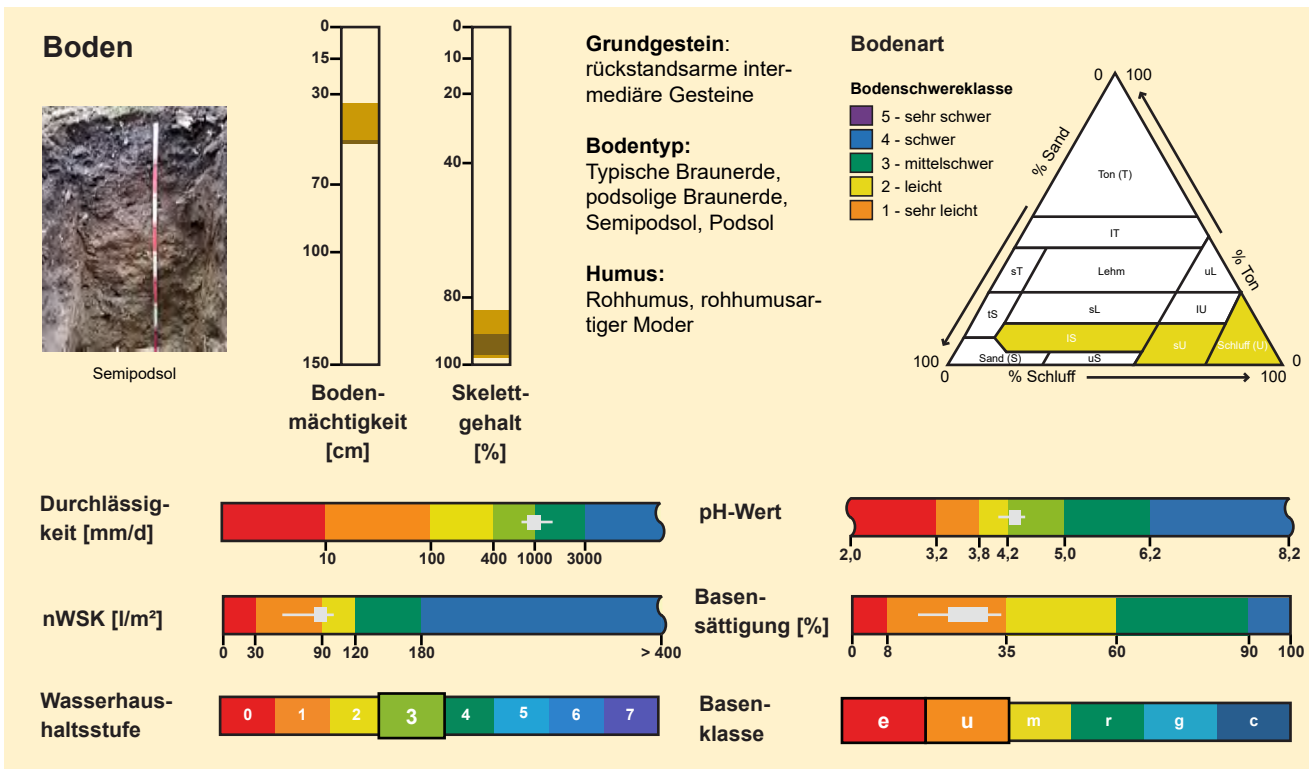 Boden
Semipodsol
0
15
30
70
100
150
Boden-
mächtigkeit
[cm]
0
10
20
40
80
100
Skelett-
gehalt
[%]
Grundgestein:
rückstandsarme inter-
mediäre Gesteine
Bodentyp:
Typische Braunerde,
podsolige Braunerde,
Semipodsol, Podsol
Humus:
Rohhumus, rohhumusar-
tiger Moder
Bodenart
Bodenschwereklasse
5 - sehr schwer
4 - schwer
3 - mittelschwer
2 - leicht
1 - sehr leicht
0 100
% Sand
% Ton
Ton (T)
lT
sT Lehm uL
tS sL lU
lS sU Schluff (U)
Sand (S) uS
100 0
0 % Schluff 100
Durchlässig-
keit [mm/d]
10 100 400 1000 3000
nWSK [l/m²]
0 30 90 120 180 > 400
Wasserhaus-
haltsstufe
0 1 2 3 4 5 6 7
pH-Wert
2,0 3,2 3,8 4,2 5,0 6,2 8,2
Basen-
sättigung [%]
0 8 35 60 90 100
Basen-
klasse
e u m r g c